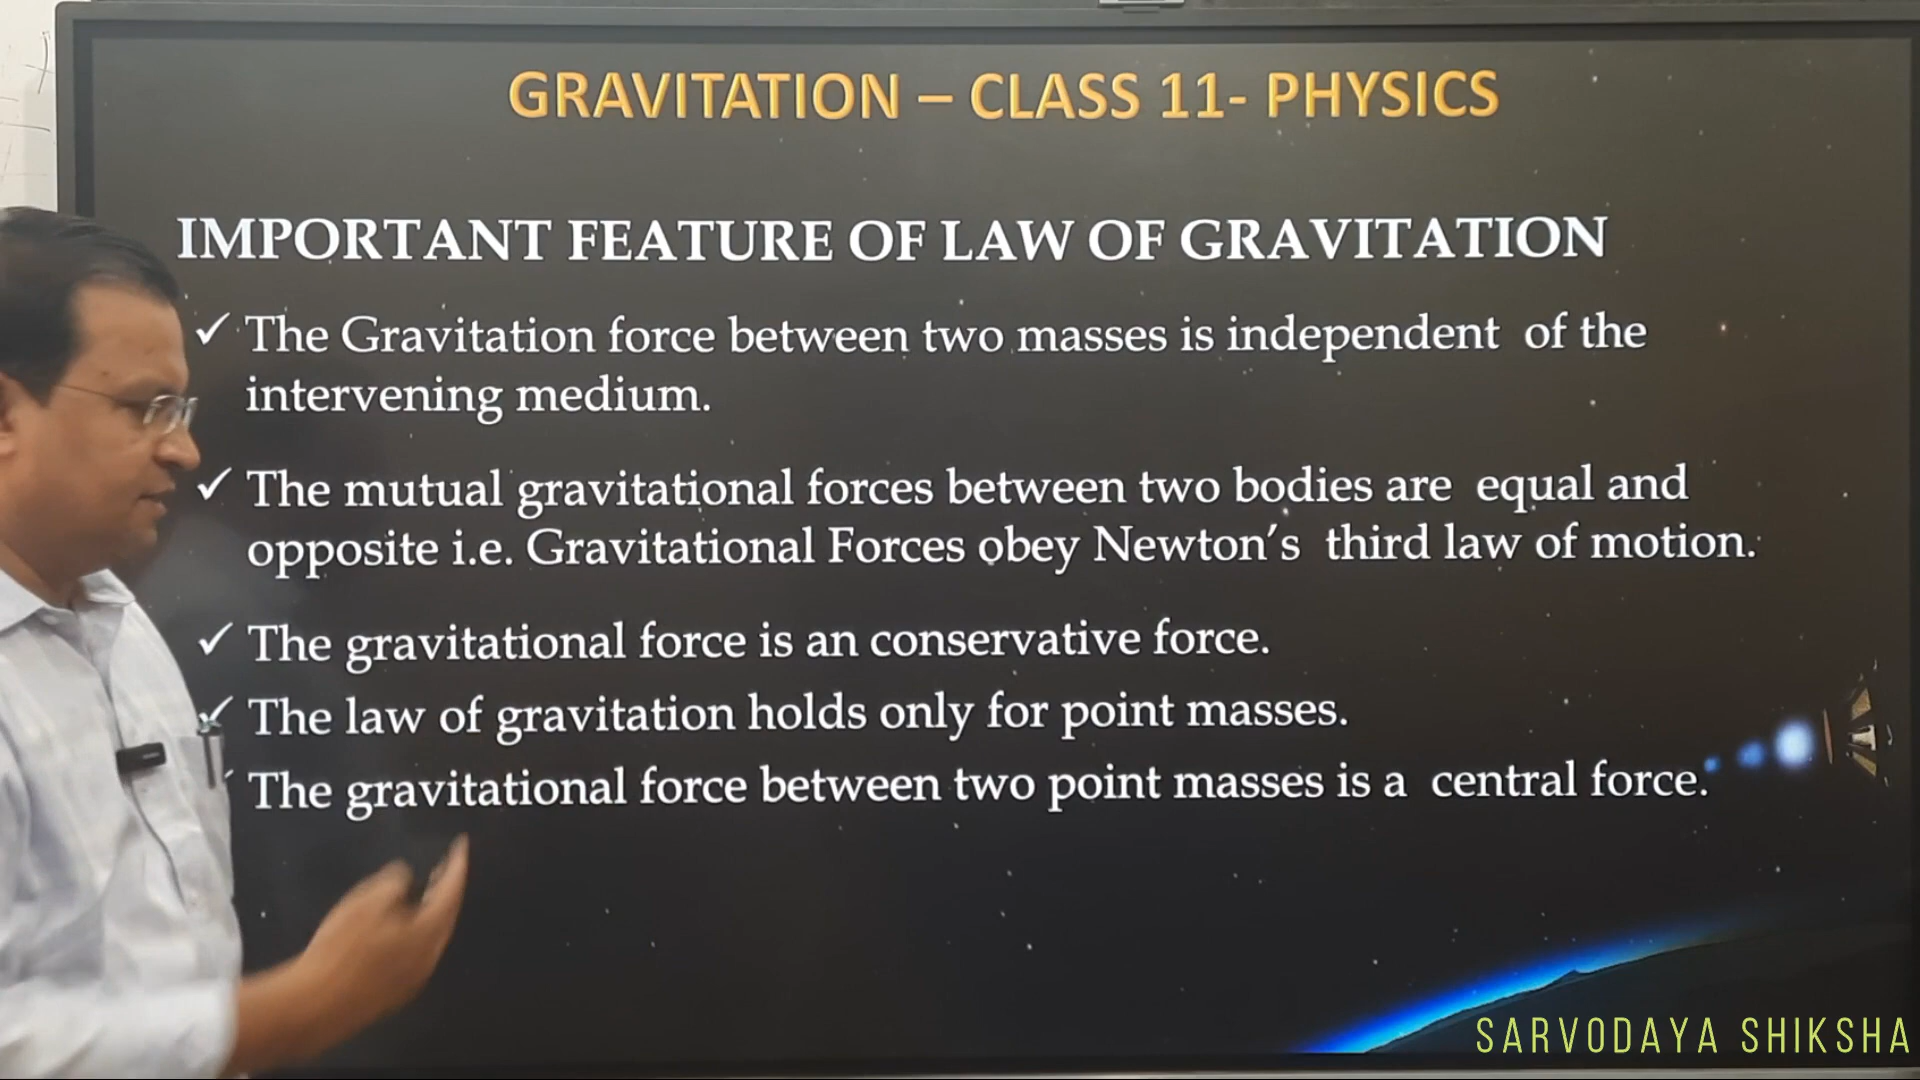 GRAVITATION – CLASS 11- PHYSICS
IMPORTANT FEATURE OF LAW OF GRAVITATION
✓ The Gravitation force between two masses is independent of the
intervening medium.
✓ The mutual gravitational forces between two bodies are equal and
opposite i.e. Gravitational Forces obey Newton's third law of motion.
✓ The gravitational force is an conservative force.
✓ The law of gravitation holds only for point masses.
✓ The gravitational force between two point masses is a central force.
SARVODAYA SHIKSHA